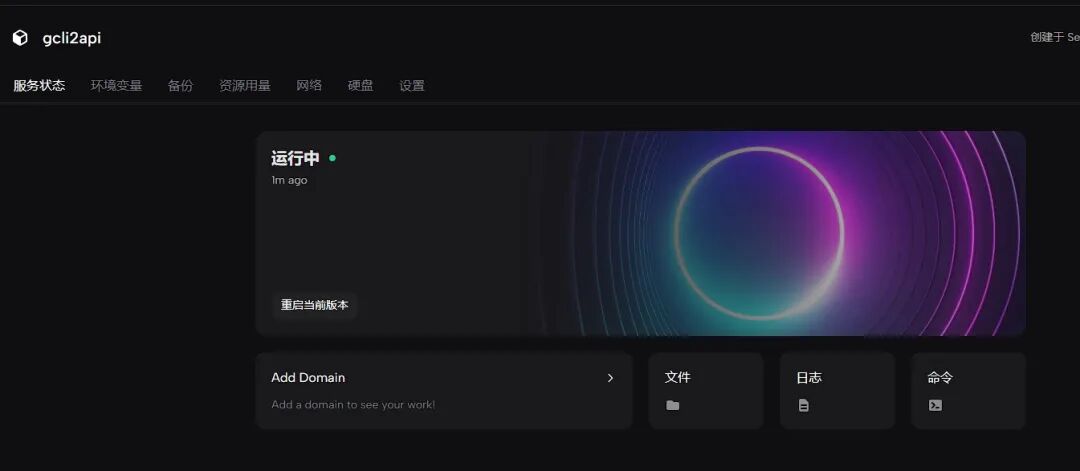 gcli2api
创建于 Se
服务状态 环境变量 备份 资源用量 网络 硬盘 设置
运行中
1m ago
重启当前版本
Add Domain
Add a domain to see your work!
文件
日志
命令